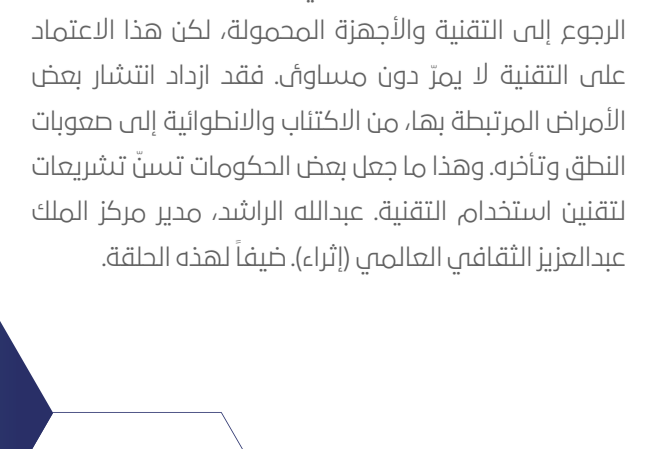 الرجوع إلى التقنية والأجهزة المحمولة، لكن هذا الاعتماد
على التقنية لا يمرّ دون مساوئ. فقد ازداد انتشار بعض
الأمراض المرتبطة بها، من الاكتئاب والانطوائية إلى صعوبات
النطق وتأخره. وهذا ما جعل بعض الحكومات تسنّ تشريعات
لتقنين استخدام التقنية. عبدالله الراشد، مدير مركز الملك
عبدالعزيز الثقافي العالمي (إثراء). ضيفاً لهذه الحلقة.